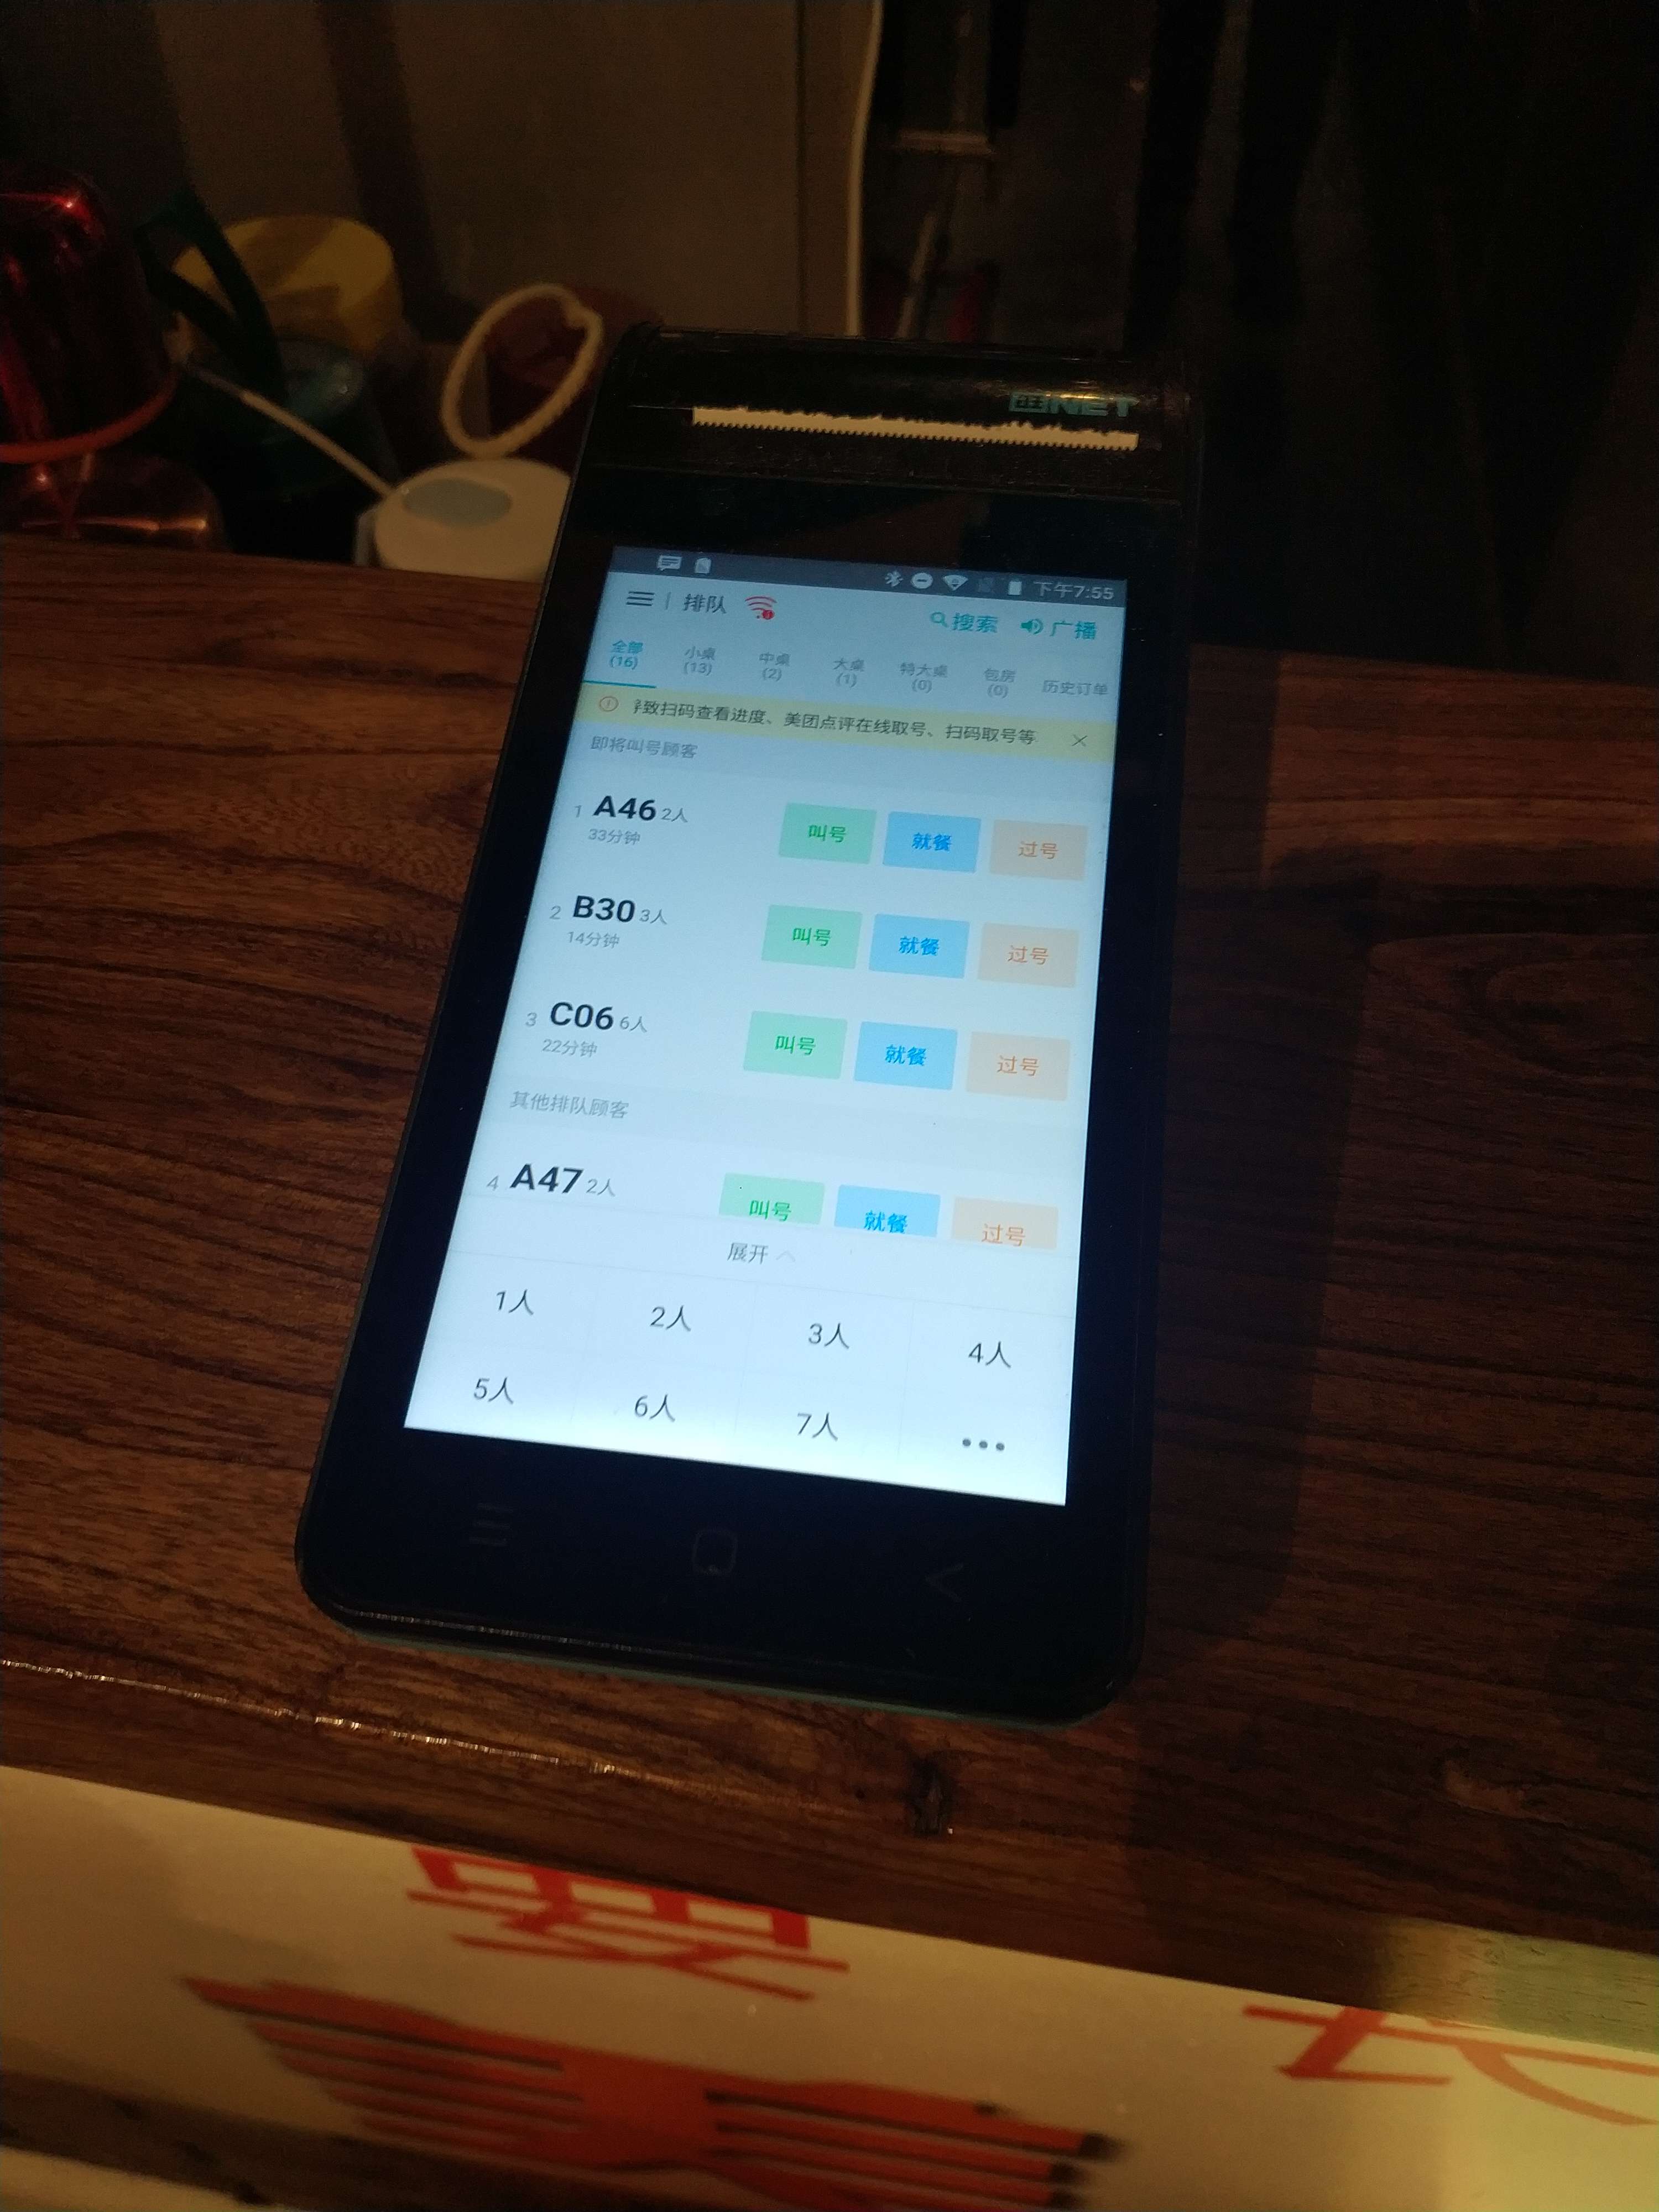 旺NET
下午7:55
排队 搜索 广播
全部 小桌 中桌 大桌 特大桌 包房 历史订单
(16) (13) (2) (1) (0) (0)
致扫码查看进度、美团点评在线取号、扫码取号等
即将叫号顾客
1 A46 2人 叫号 就餐 过号
33分钟
2 B30 3人 叫号 就餐 过号
14分钟
3 C06 6人 叫号 就餐 过号
22分钟
其他排队顾客
4 A47 2人 叫号 就餐 过号
展开
1人 2人 3人 4人
5人 6人 7人 •••